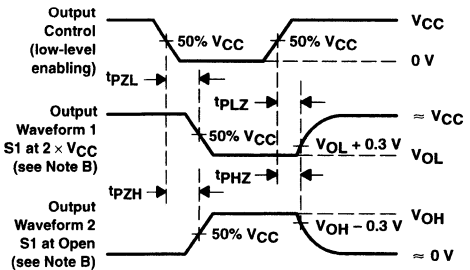 Output
Control
(low-level
enabling)
50% VCC
50% VCC
VCC
0 V
tPZL
tPLZ
Output
Waveform 1
S1 at 2 × VCC
(see Note B)
50% VCC
≈ VCC
VOL + 0.3 V
VOL
tPZH
tPHZ
Output
Waveform 2
S1 at Open
(see Note B)
50% VCC
VOH
VOH − 0.3 V
≈ 0 V